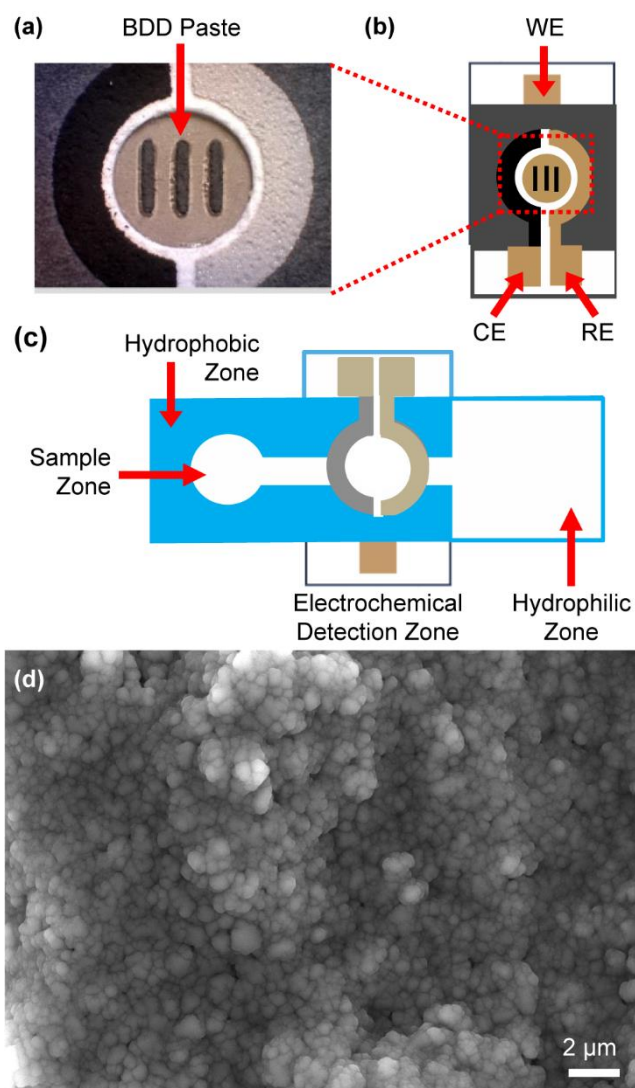 (a)
BDD Paste
(b)
WE
CE
RE
(c)
Hydrophobic
Zone
Sample
Zone
Electrochemical
Detection Zone
Hydrophilic
Zone
(d)
2 µm